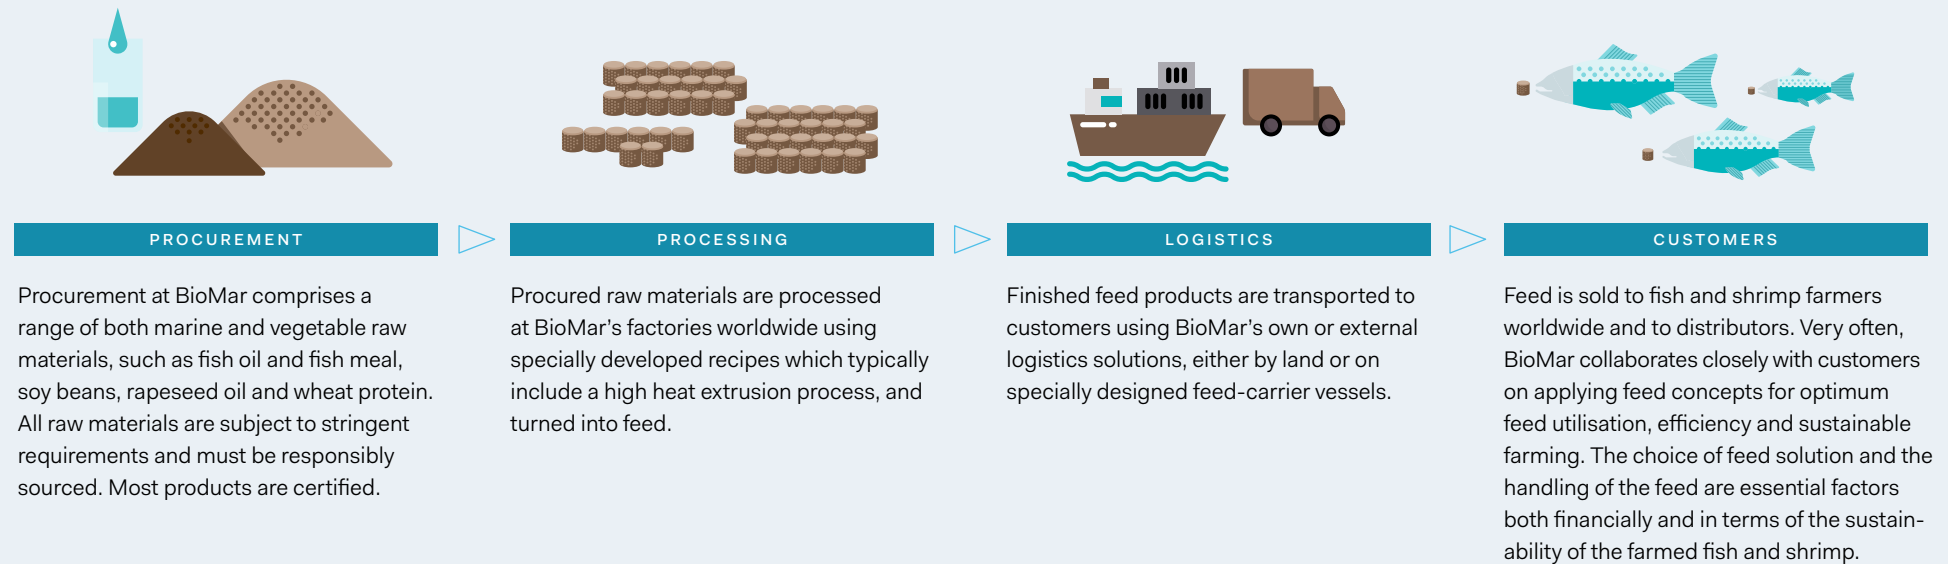 PROCUREMENT
Procurement at BioMar comprises a
range of both marine and vegetable raw
materials, such as fish oil and fish meal,
soy beans, rapeseed oil and wheat protein.
All raw materials are subject to stringent
requirements and must be responsibly
sourced. Most products are certified.
PROCESSING
Procured raw materials are processed
at BioMar’s factories worldwide using
specially developed recipes which typically
include a high heat extrusion process, and
turned into feed.
LOGISTICS
Finished feed products are transported to
customers using BioMar’s own or external
logistics solutions, either by land or on
specially designed feed-carrier vessels.
CUSTOMERS
Feed is sold to fish and shrimp farmers
worldwide and to distributors. Very often,
BioMar collaborates closely with customers
on applying feed concepts for optimum
feed utilisation, efficiency and sustainable
farming. The choice of feed solution and the
handling of the feed are essential factors
both financially and in terms of the sustain-
ability of the farmed fish and shrimp.